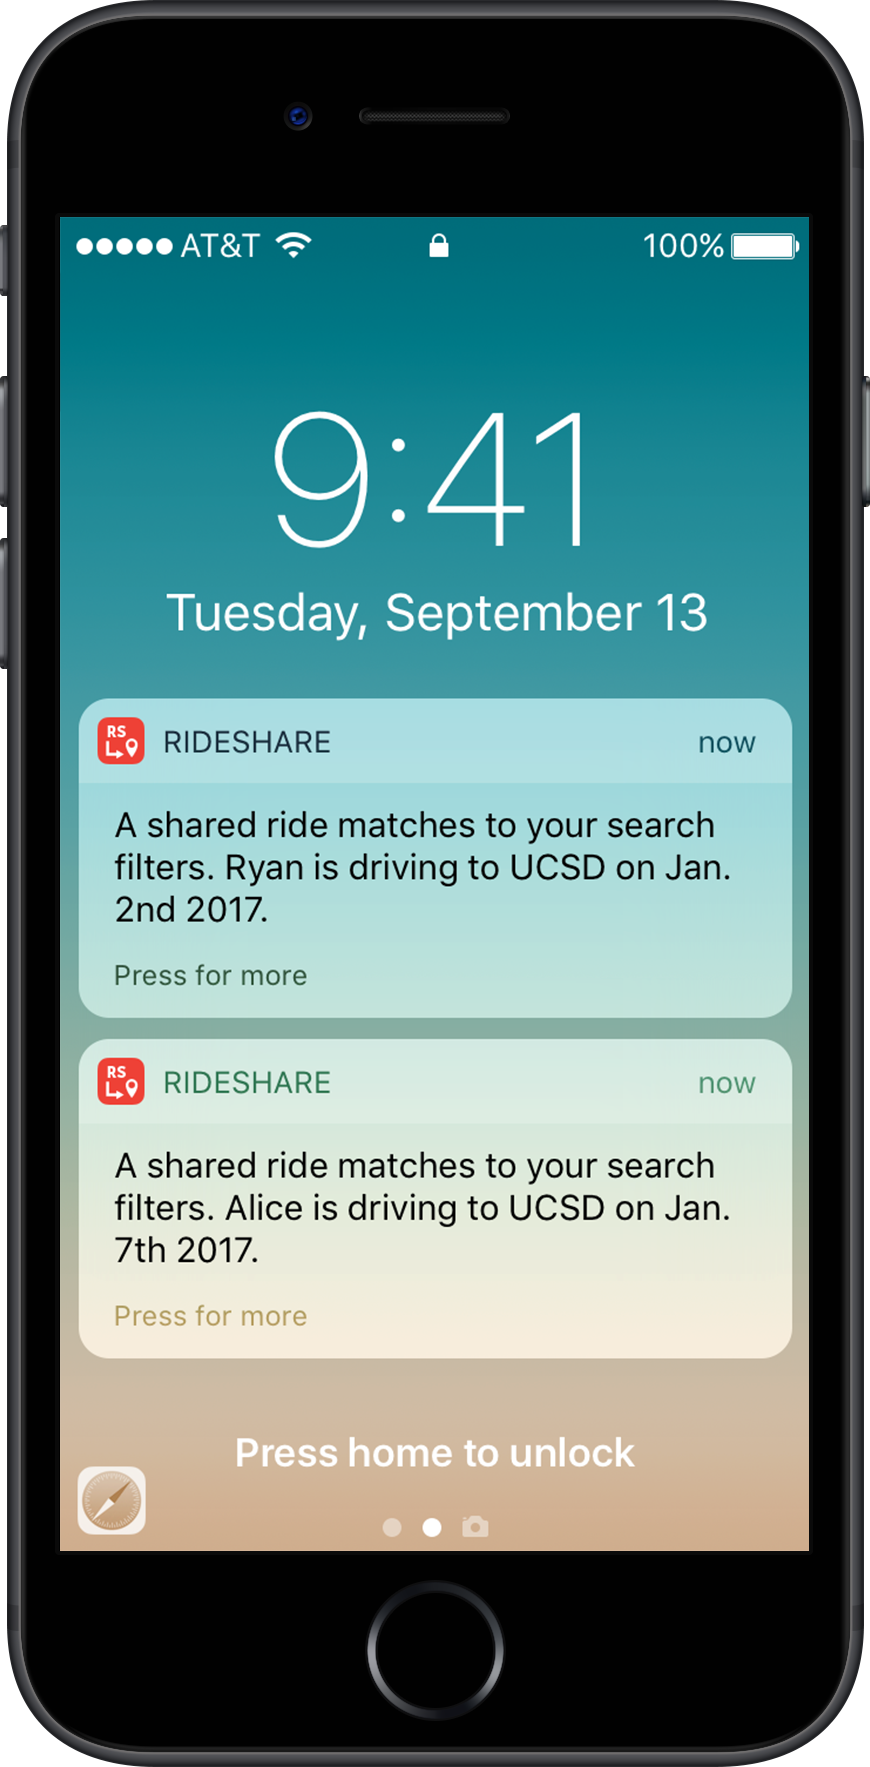 AT&T 100%
9:41
Tuesday, September 13
RS RIDESHARE now
A shared ride matches to your search
filters. Ryan is driving to UCSD on Jan.
2nd 2017.
Press for more
RS RIDESHARE now
A shared ride matches to your search
filters. Alice is driving to UCSD on Jan.
7th 2017.
Press for more
Press home to unlock